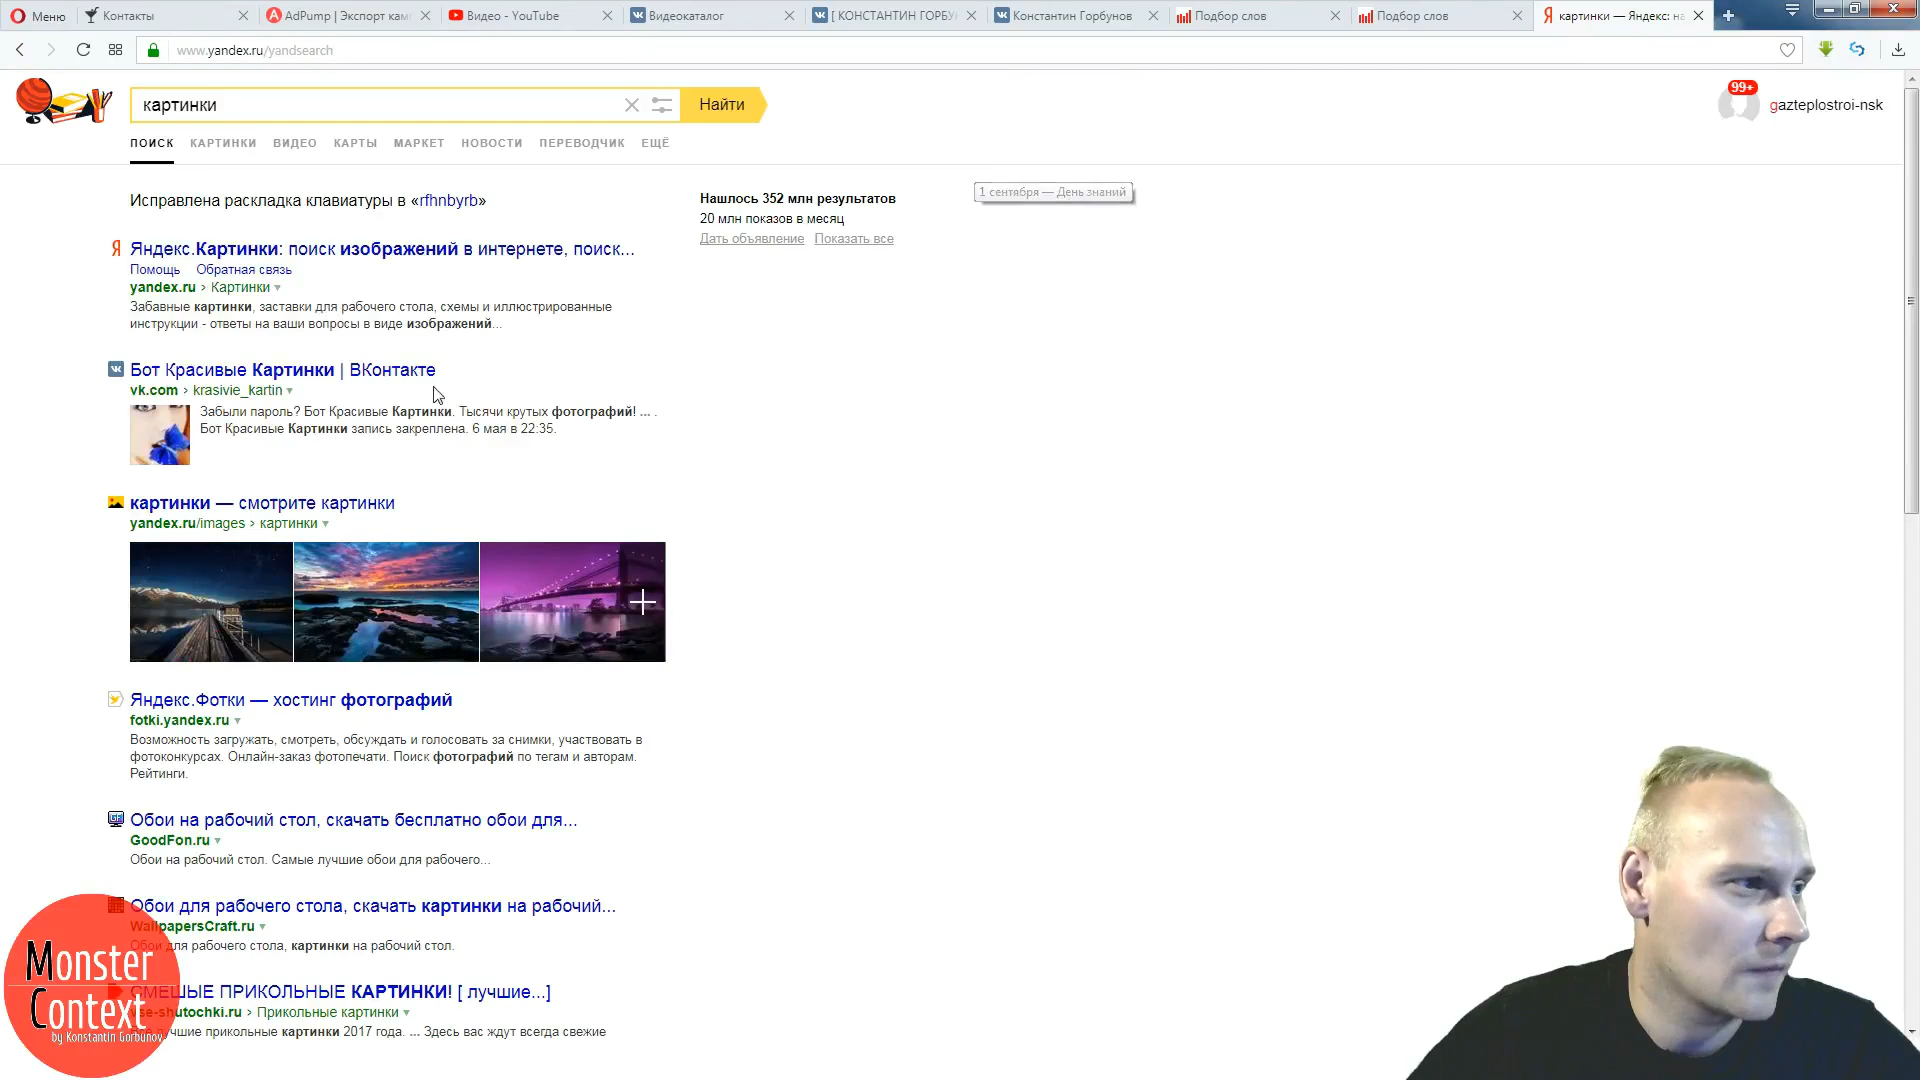 Меню
Контакты
AdPump | Экспорт кам
Видео - YouTube
Видеокаталог
[ КОНСТАНТИН ГОРБУ
Константин Горбунов
Подбор слов
Подбор слов
картинки — Яндекс: на
www.yandex.ru/yandsearch
картинки
Найти
99+
gazteplostroi-nsk
ПОИСК КАРТИНКИ ВИДЕО КАРТЫ МАРКЕТ НОВОСТИ ПЕРЕВОДЧИК ЕЩЁ
Исправлена раскладка клавиатуры в «rfhnbyrb»
Нашлось 352 млн результатов
20 млн показов в месяц
Дать объявление Показать все
1 сентября — День знаний
Яндекс.Картинки: поиск изображений в интернете, поиск...
Помощь Обратная связь
yandex.ru › Картинки
Забавные картинки, заставки для рабочего стола, схемы и иллюстрированные
инструкции - ответы на ваши вопросы в виде изображений...
Бот Красивые Картинки | ВКонтакте
vk.com › krasivie_kartin
Забыли пароль? Бот Красивые Картинки. Тысячи крутых фотографий! ... .
Бот Красивые Картинки запись закреплена. 6 мая в 22:35.
картинки — смотрите картинки
yandex.ru/images › картинки
Яндекс.Фотки — хостинг фотографий
fotki.yandex.ru
Возможность загружать, смотреть, обсуждать и голосовать за снимки, участвовать в
фотоконкурсах. Онлайн-заказ фотопечати. Поиск фотографий по тегам и авторам.
Рейтинги.
Обои на рабочий стол, скачать бесплатно обои для...
GoodFon.ru
Обои на рабочий стол. Самые лучшие обои для рабочего...
Обои для рабочего стола, скачать картинки на рабочий...
WallpapersCraft.ru
Обои для рабочего стола, картинки на рабочий стол.
СМЕШЫЕ ПРИКОЛЬНЫЕ КАРТИНКИ! [ лучшие...]
vse-shutochki.ru › Прикольные картинки
лучшие прикольные картинки 2017 года. ... Здесь вас ждут всегда свежие
Monster
Context
by Konstantin Gorbunov